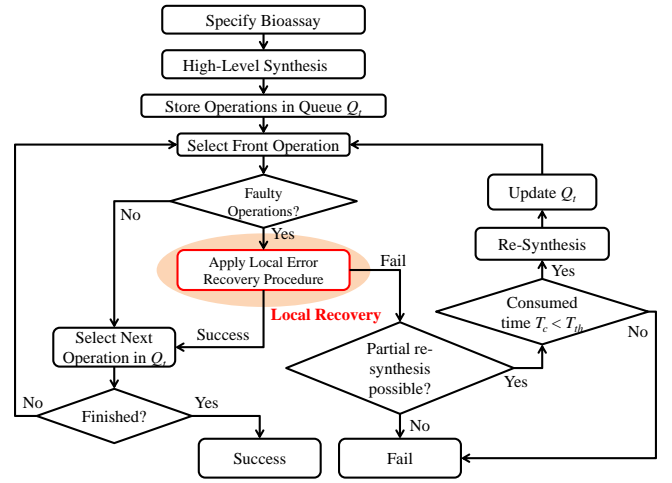 Specify Bioassay
High-Level Synthesis
Store Operations in Queue Qt
Select Front Operation
Faulty
Operations?
No
Yes
Apply Local Error
Recovery Procedure
Fail
Local Recovery
Success
Select Next
Operation in Qt
Finished?
No
Yes
Success
Partial re-
synthesis
possible?
Yes
No
Fail
Update Qt
Re-Synthesis
Yes
Consumed
time Tc < Tth
No